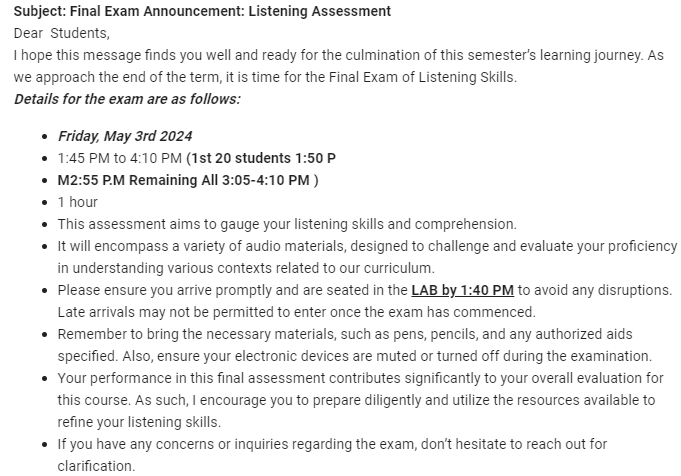 Subject: Final Exam Announcement: Listening Assessment
Dear  Students,
I hope this message finds you well and ready for the culmination of this semester's learning journey. As
we approach the end of the term, it is time for the Final Exam of Listening Skills.
Details for the exam are as follows:
• Friday, May 3rd 2024
• 1:45 PM to 4:10 PM (1st 20 students 1:50 P
• M2:55 P.M Remaining All 3:05-4:10 PM )
• 1 hour
• This assessment aims to gauge your listening skills and comprehension.
• It will encompass a variety of audio materials, designed to challenge and evaluate your proficiency
in understanding various contexts related to our curriculum.
• Please ensure you arrive promptly and are seated in the LAB by 1:40 PM to avoid any disruptions.
Late arrivals may not be permitted to enter once the exam has commenced.
• Remember to bring the necessary materials, such as pens, pencils, and any authorized aids
specified. Also, ensure your electronic devices are muted or turned off during the examination.
• Your performance in this final assessment contributes significantly to your overall evaluation for
this course. As such, I encourage you to prepare diligently and utilize the resources available to
refine your listening skills.
• If you have any concerns or inquiries regarding the exam, don't hesitate to reach out for
clarification.